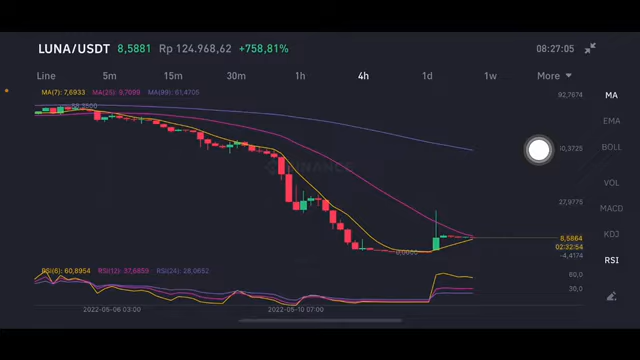 LUNA/USDT 8,5881 Rp 124.968,62 +758,81% 08:27:05
Line 5m 15m 30m 1h 4h 1d 1w More
MA(7): 7,6933 MA(25): 9,7699 MA(99): 61,4705
92,7674
MA
EMA
10,3725
BOLL
BINANCE
VOL
27,9775
MACD
KDJ
8,5864
02:32:54
-4,4174
RSI
RSI(6): 60,8954 RSI(12): 37,6859 RSI(24): 28,0632
80,0
30,0
2022-05-06 03:00 2022-05-10 07:00